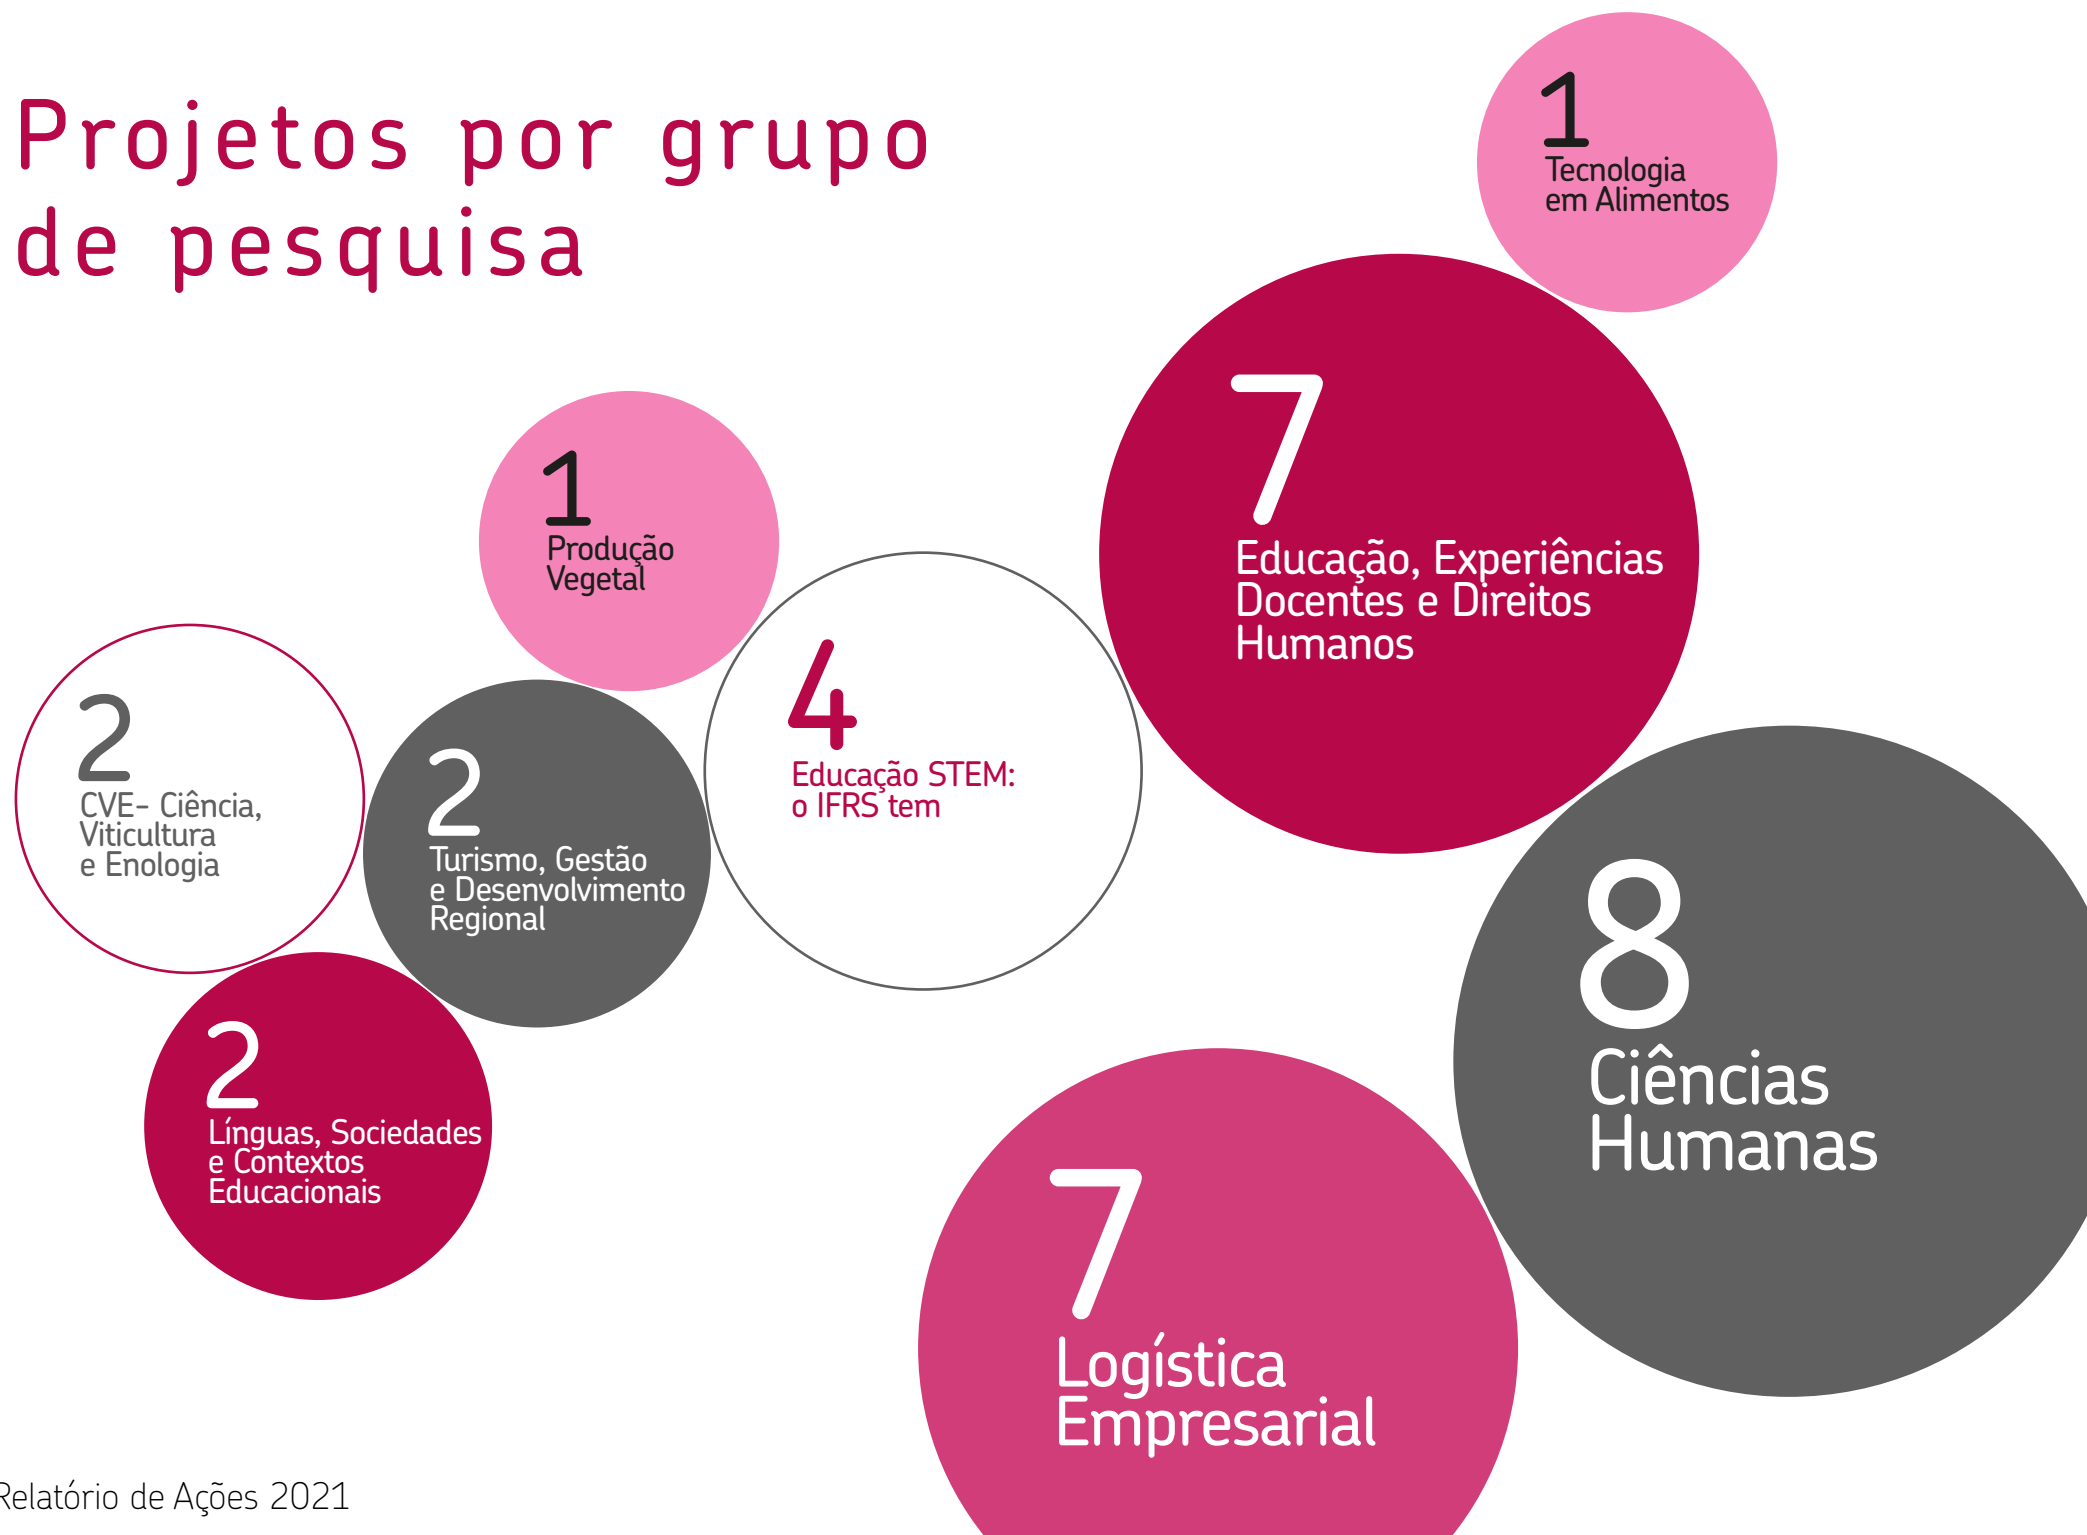 Projetos por grupo
de pesquisa
1
Tecnologia
em Alimentos
7
Educação, Experiências
Docentes e Direitos
Humanos
1
Produção
Vegetal
4
Educação STEM:
o IFRS tem
2
CVE- Ciência,
Viticultura
e Enologia
2
Turismo, Gestão
e Desenvolvimento
Regional
8
Ciências
Humanas
2
Línguas, Sociedades
e Contextos
Educacionais
7
Logística
Empresarial
Relatório de Ações 2021